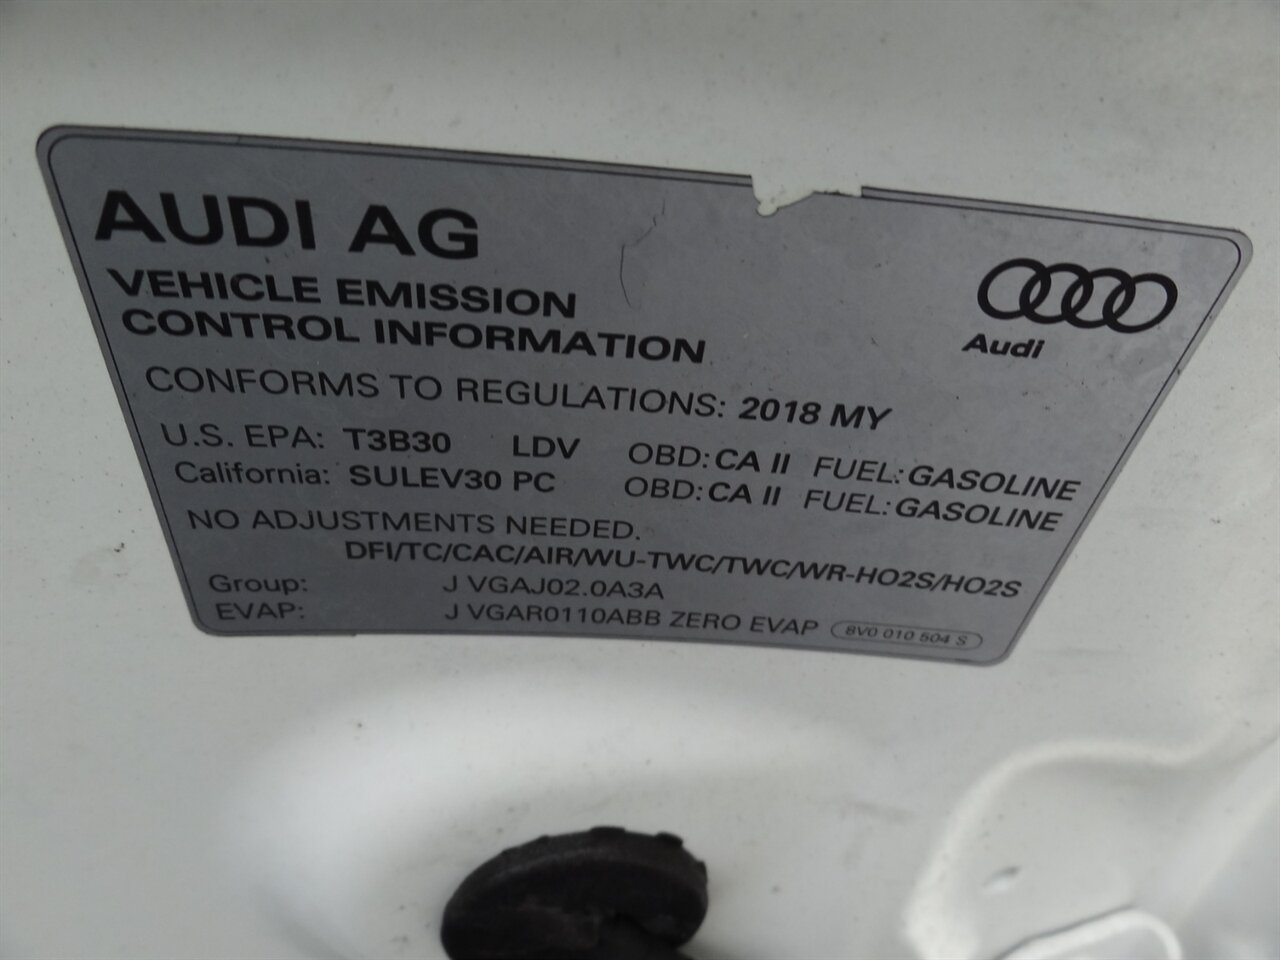 AUDI AG
VEHICLE EMISSION
CONTROL INFORMATION
Audi
CONFORMS TO REGULATIONS: 2018 MY
U.S. EPA: T3B30 LDV OBD: CA II FUEL: GASOLINE
California: SULEV30 PC OBD: CA II FUEL: GASOLINE
NO ADJUSTMENTS NEEDED.
DFI/TC/CAC/AIR/WU-TWC/TWC/WR-HO2S/HO2S
Group: J VGAJ02.0A3A
EVAP: J VGAR0110ABB ZERO EVAP 8V0 010 504 S